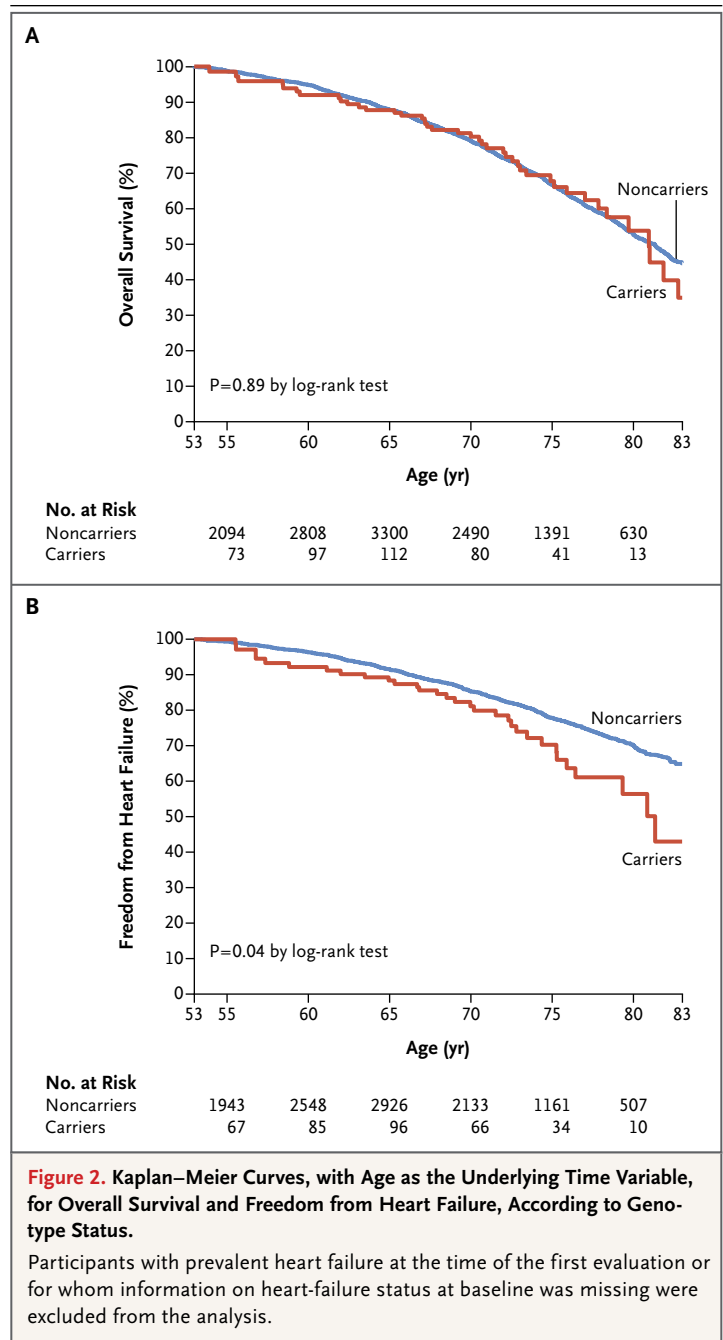 A
100
90
80
70
60
50
40
30
20
10
0
Overall Survival (%)
Noncarriers
Carriers
P=0.89 by log-rank test
53 55 60 65 70 75 80 83
Age (yr)
No. at Risk
Noncarriers 2094 2808 3300 2490 1391 630
Carriers 73 97 112 80 41 13
B
100
90
80
70
60
50
40
30
20
10
0
Freedom from Heart Failure (%)
Noncarriers
Carriers
P=0.04 by log-rank test
53 55 60 65 70 75 80 83
Age (yr)
No. at Risk
Noncarriers 1943 2548 2926 2133 1161 507
Carriers 67 85 96 66 34 10
Figure 2. Kaplan–Meier Curves, with Age as the Underlying Time Variable,
for Overall Survival and Freedom from Heart Failure, According to Geno-
type Status.
Participants with prevalent heart failure at the time of the first evaluation or
for whom information on heart-failure status at baseline was missing were
excluded from the analysis.